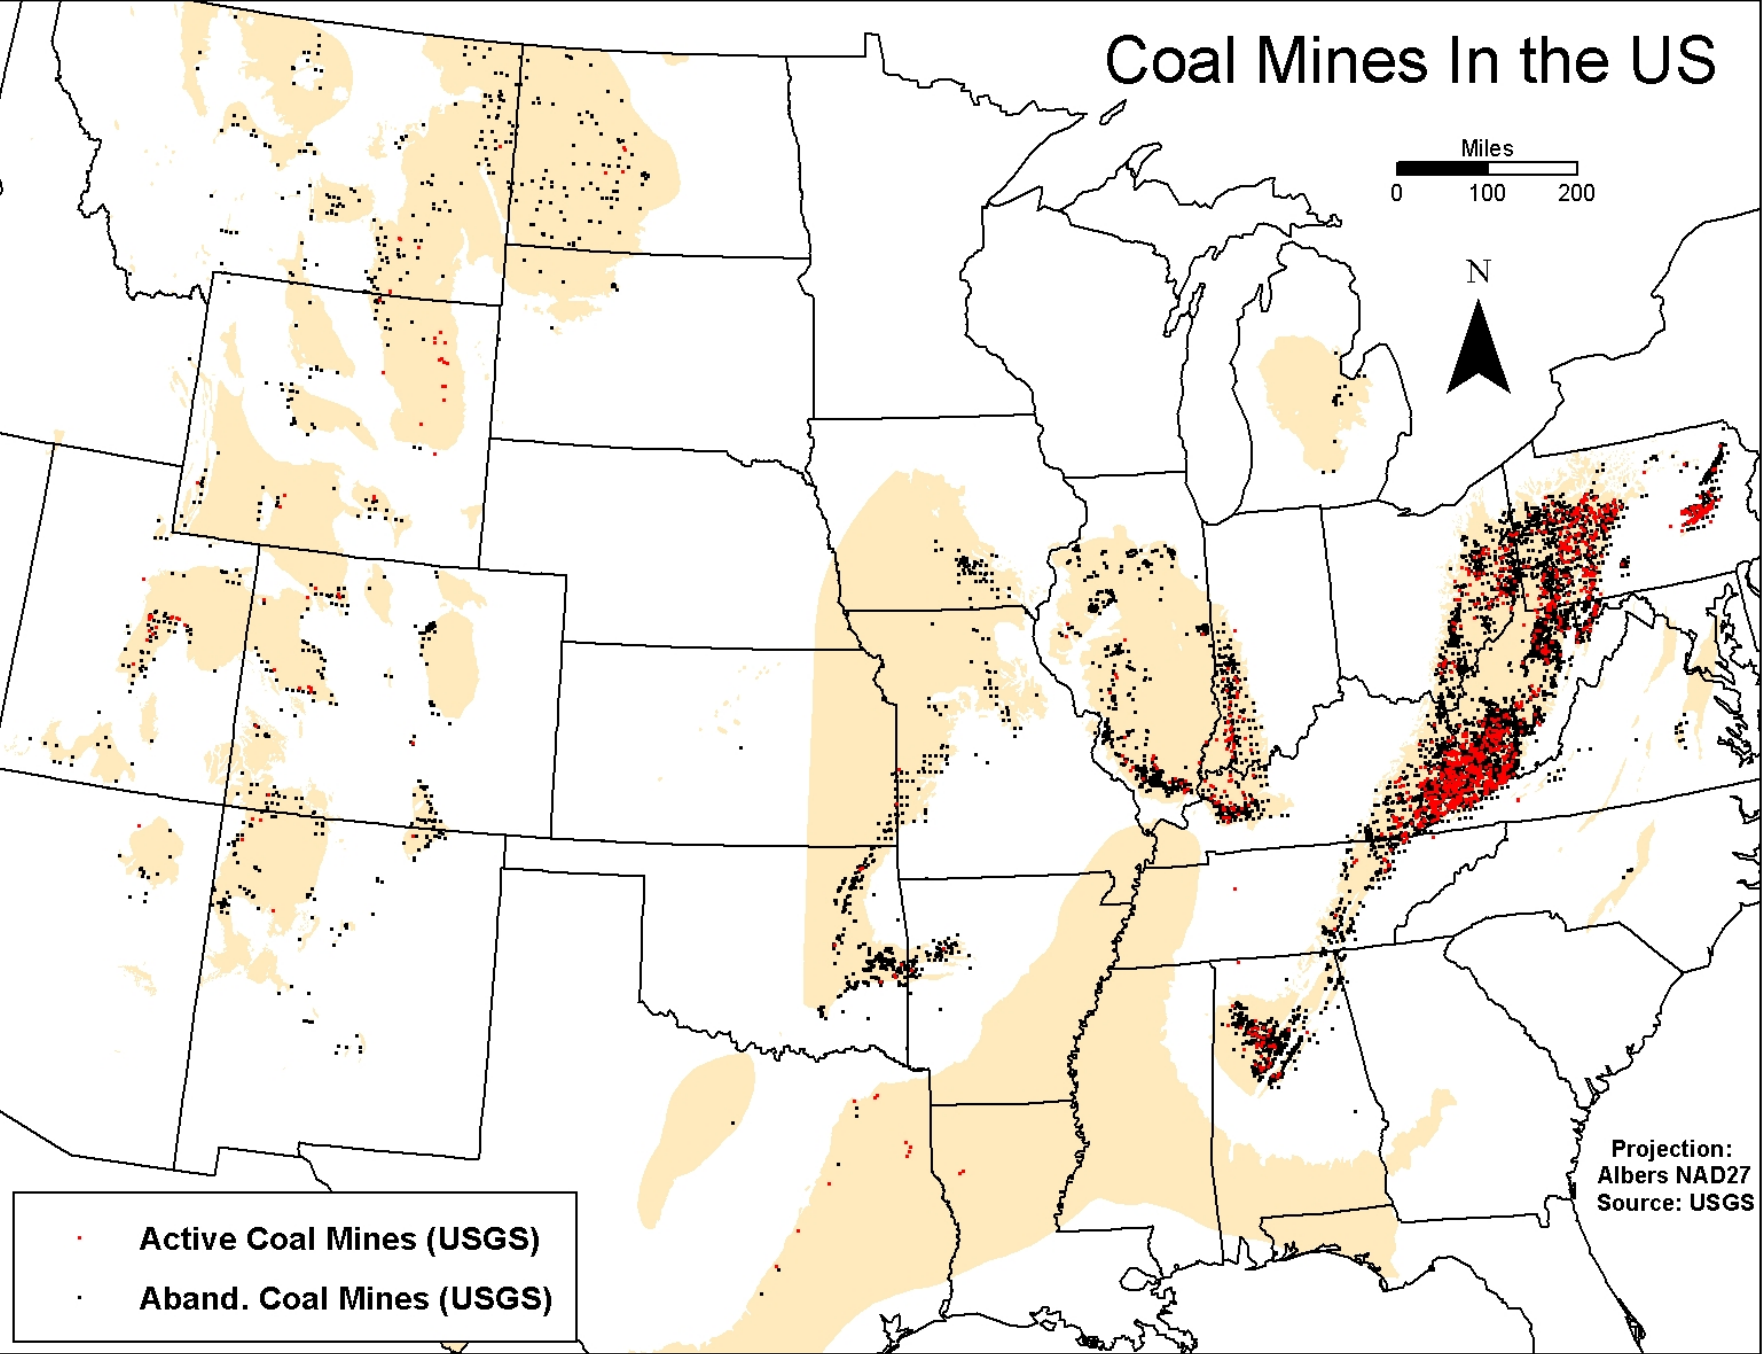 Coal Mines In the US
Miles
0 100 200
N
Projection:
Albers NAD27
Source: USGS
Active Coal Mines (USGS)
Aband. Coal Mines (USGS)